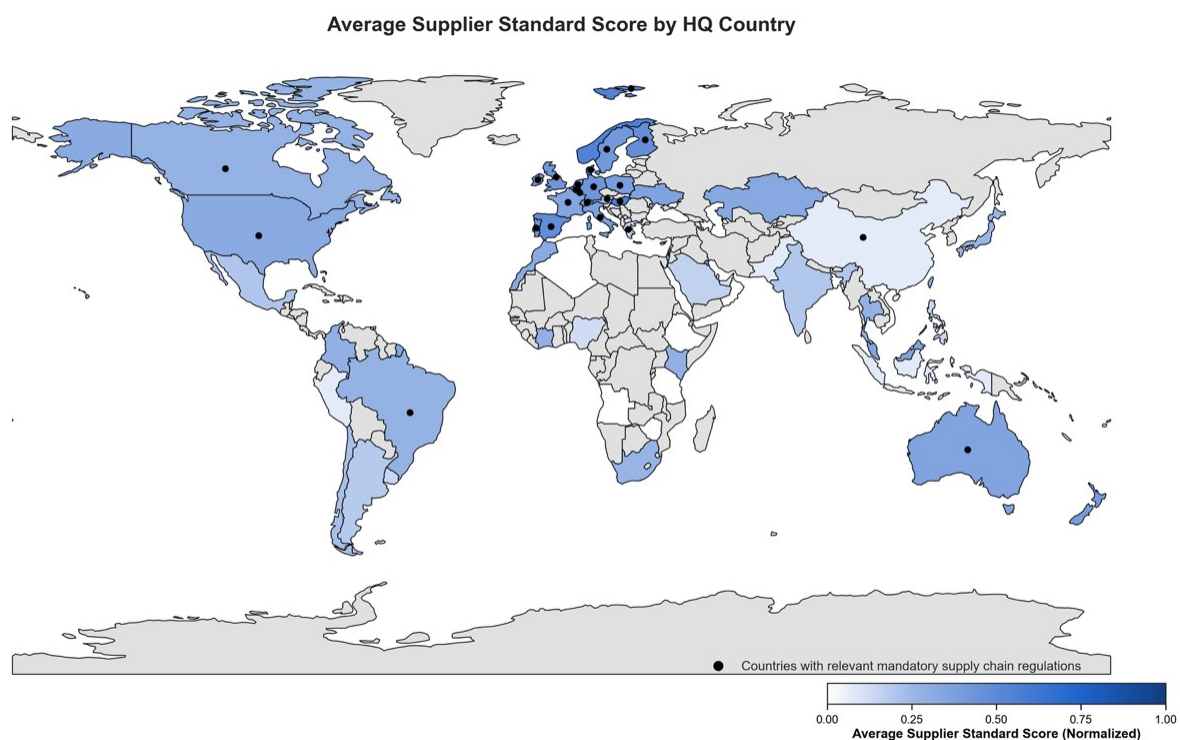 Average Supplier Standard Score by HQ Country
Countries with relevant mandatory supply chain regulations
0.00 0.25 0.50 0.75 1.00
Average Supplier Standard Score (Normalized)